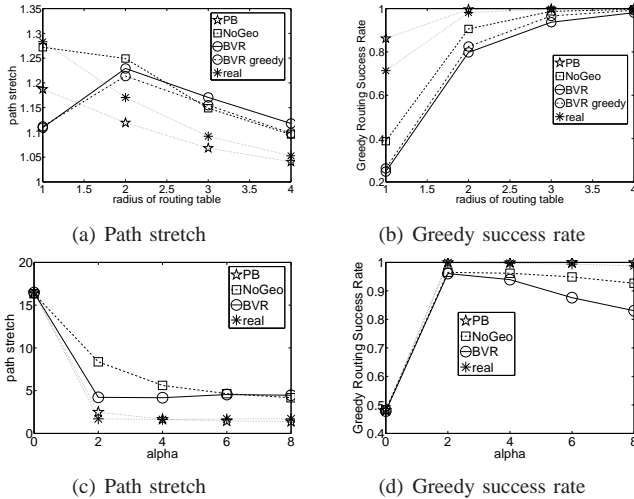 path stretch
1.35
1.3
1.25
1.2
1.15
1.1
1.05
1
1 1.5 2 2.5 3 3.5 4
radius of routing table
PB
NoGeo
BVR
BVR greedy
real
(a) Path stretch
Greedy Routing Success Rate
1
0.8
0.6
0.4
0.2
1 1.5 2 2.5 3 3.5 4
radius of routing table
PB
NoGeo
BVR
BVR greedy
real
(b) Greedy success rate
path stretch
20
15
10
5
0
0 2 4 6 8
alpha
PB
NoGeo
BVR
real
(c) Path stretch
Greedy Routing Success Rate
1
0.9
0.8
0.7
0.6
0.5
0.4
0 2 4 6 8
alpha
PB
NoGeo
BVR
real
(d) Greedy success rate